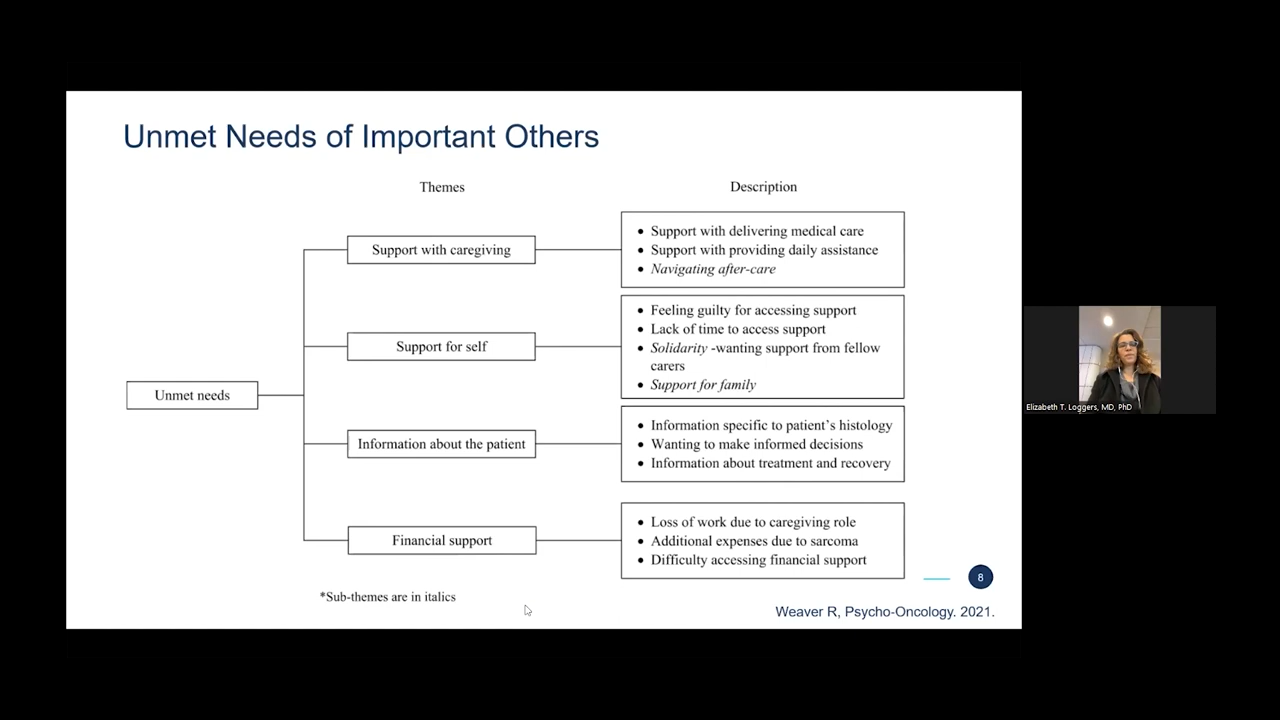 Unmet Needs of Important Others
Themes
Description
Unmet needs
Support with caregiving
• Support with delivering medical care
• Support with providing daily assistance
• Navigating after-care
Support for self
• Feeling guilty for accessing support
• Lack of time to access support
• Solidarity -wanting support from fellow
carers
• Support for family
Information about the patient
• Information specific to patient's histology
• Wanting to make informed decisions
• Information about treatment and recovery
Financial support
• Loss of work due to caregiving role
• Additional expenses due to sarcoma
• Difficulty accessing financial support
*Sub-themes are in italics
8
Weaver R, Psycho-Oncology. 2021.
Elizabeth T. Loggers, MD, PhD